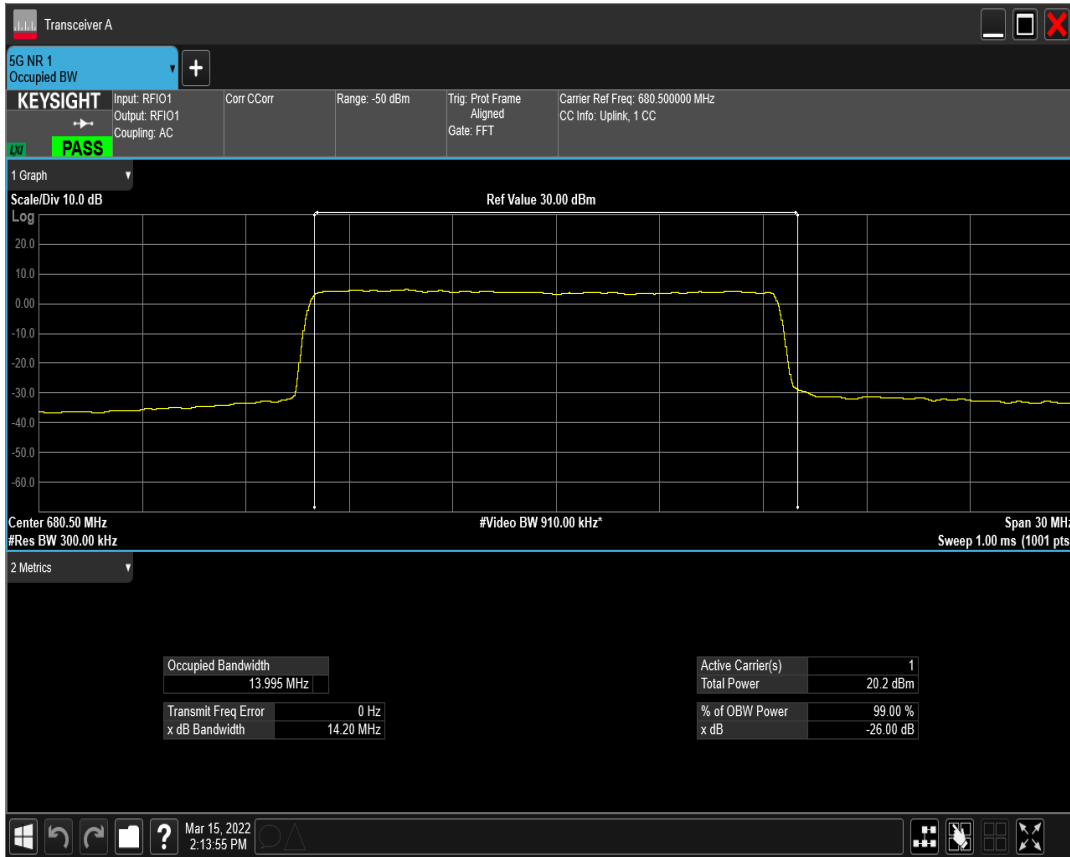 Transceiver A
5G NR 1
Occupied BW
KEYSIGHT
LXI
PASS
Input: RFIO1
Output: RFIO1
Coupling: AC
Corr CCorr
Range: -50 dBm
Trig: Prot Frame
Aligned
Gate: FFT
Carrier Ref Freq: 680.500000 MHz
CC Info: Uplink, 1 CC
1 Graph
Scale/Div 10.0 dB
Ref Value 30.00 dBm
Log
20.0
10.0
0.00
-10.0
-20.0
-30.0
-40.0
-50.0
-60.0
Center 680.50 MHz
#Video BW 910.00 kHz*
Span 30 MHz
#Res BW 300.00 kHz
Sweep 1.00 ms (1001 pts
2 Metrics
Occupied Bandwidth
13.995 MHz
Transmit Freq Error 0 Hz
x dB Bandwidth 14.20 MHz
Active Carrier(s) 1
Total Power 20.2 dBm
% of OBW Power 99.00 %
x dB -26.00 dB
?
Mar 15, 2022
2:13:55 PM